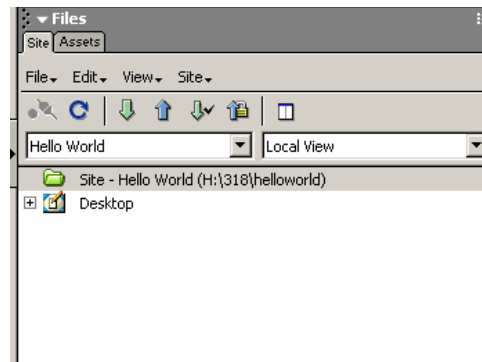 Files
Site Assets
File Edit View Site
Hello World Local View
Site - Hello World (H:\318\helloworld)
Desktop